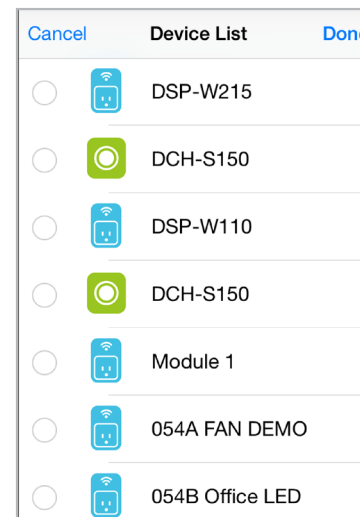 Cancel Device List Done
DSP-W215
DCH-S150
DSP-W110
DCH-S150
Module 1
054A FAN DEMO
054B Office LED